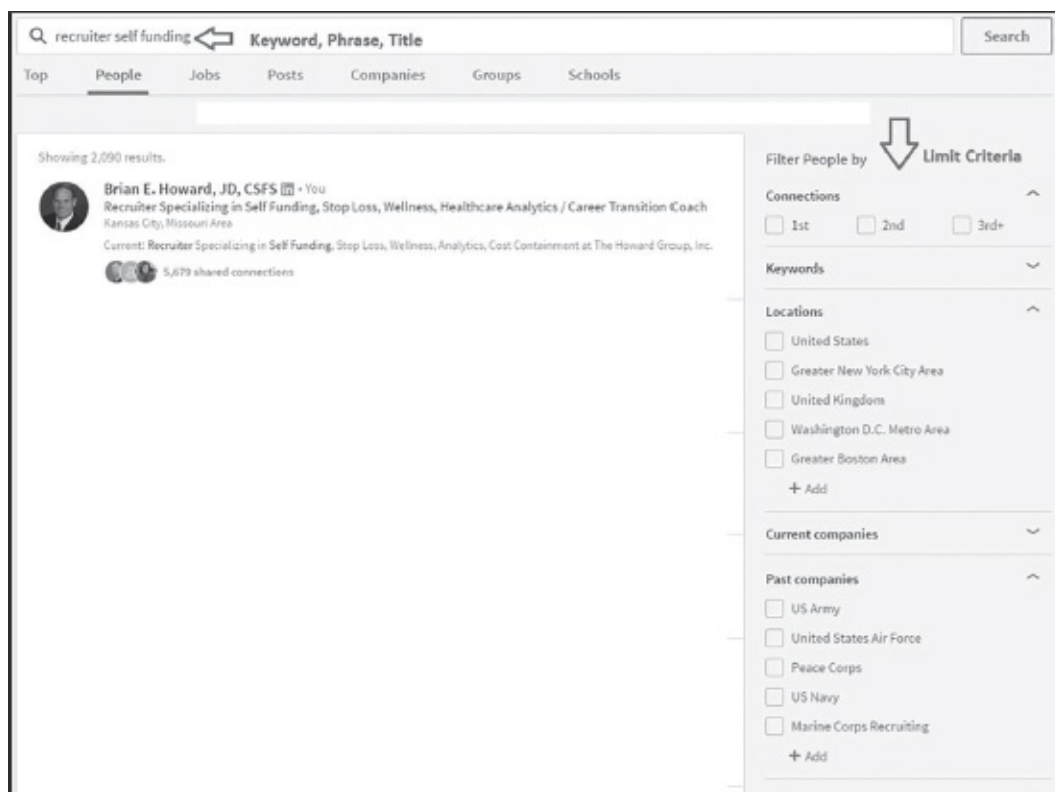 recruiter self funding Keyword, Phrase, Title Search
Top People Jobs Posts Companies Groups Schools
Showing 2,090 results.
Brian E. Howard, JD, CSFS in • You
Recruiter Specializing in Self Funding, Stop Loss, Wellness, Healthcare Analytics / Career Transition Coach
Kansas City, Missouri Area
Current: Recruiter Specializing in Self Funding, Stop Loss, Wellness, Analytics, Cost Containment at The Howard Group, Inc.
5,679 shared connections
Filter People by Limit Criteria
Connections
1st 2nd 3rd+
Keywords
Locations
United States
Greater New York City Area
United Kingdom
Washington D.C. Metro Area
Greater Boston Area
+ Add
Current companies
Past companies
US Army
United States Air Force
Peace Corps
US Navy
Marine Corps Recruiting
+ Add